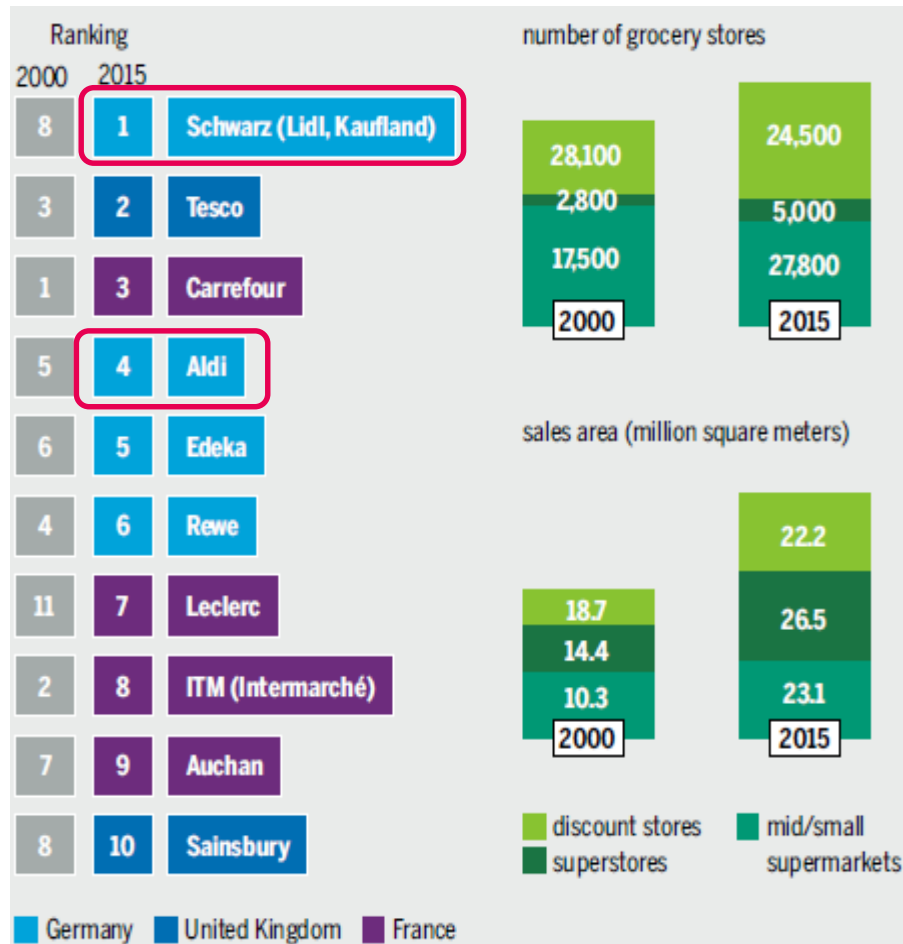 Ranking
2000 2015
8 1 Schwarz (Lidl, Kaufland)
3 2 Tesco
1 3 Carrefour
5 4 Aldi
6 5 Edeka
4 6 Rewe
11 7 Leclerc
2 8 ITM (Intermarché)
7 9 Auchan
8 10 Sainsbury
Germany United Kingdom France
number of grocery stores
28,100 24,500
2,800 5,000
17,500 27,800
2000 2015
sales area (million square meters)
18.7 22.2
14.4 26.5
10.3 23.1
2000 2015
discount stores mid/small
superstores supermarkets